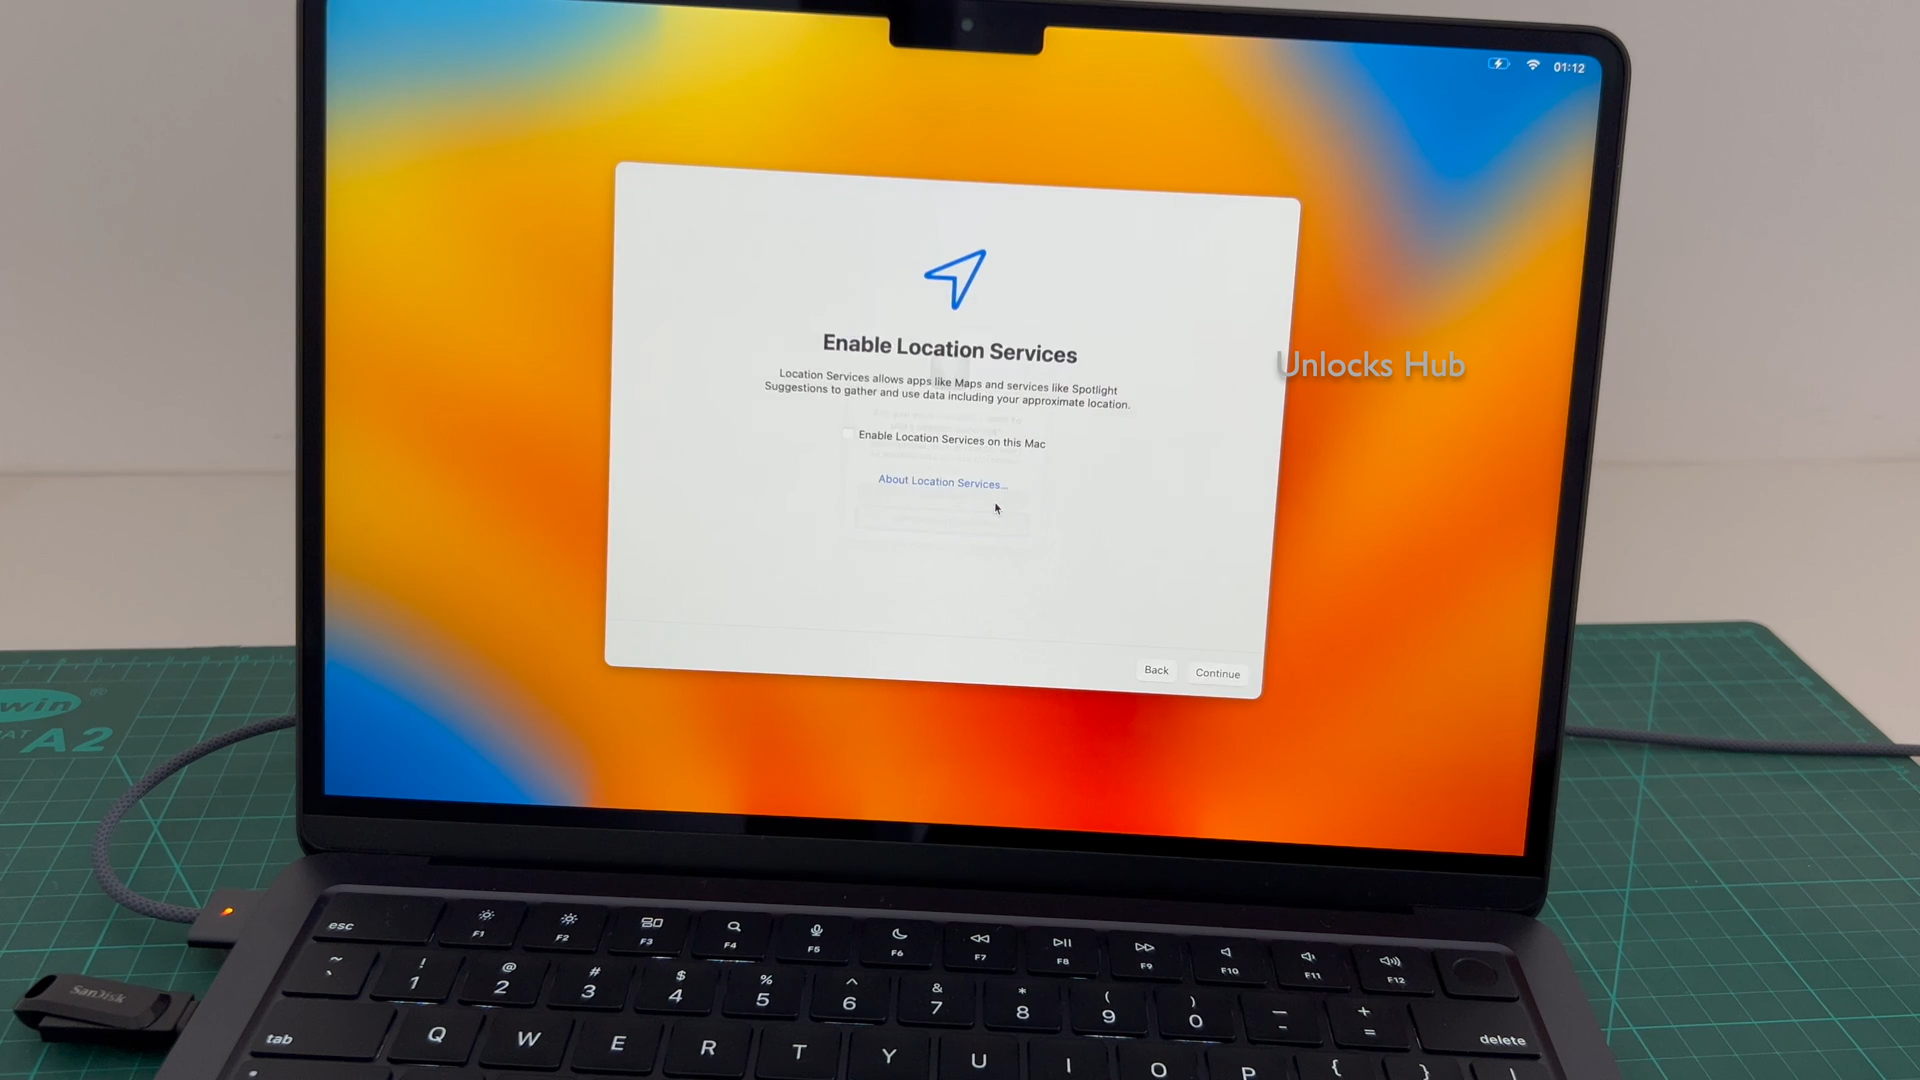 01:12
Enable Location Services
Location Services allows apps like Maps and services like Spotlight
Suggestions to gather and use data including your approximate location.
Enable Location Services on this Mac
About Location Services...
Back
Continue
Unlocks Hub
win
®
A2
SanDisk
esc
F1
F2
F3
F4
F5
F6
F7
F8
F9
F10
F11
F12
~ `
! 1
@ 2
# 3
$ 4
% 5
^ 6
& 7
* 8
( 9
) 0
— -
+ =
delete
tab
Q W E R T Y U I O P { }